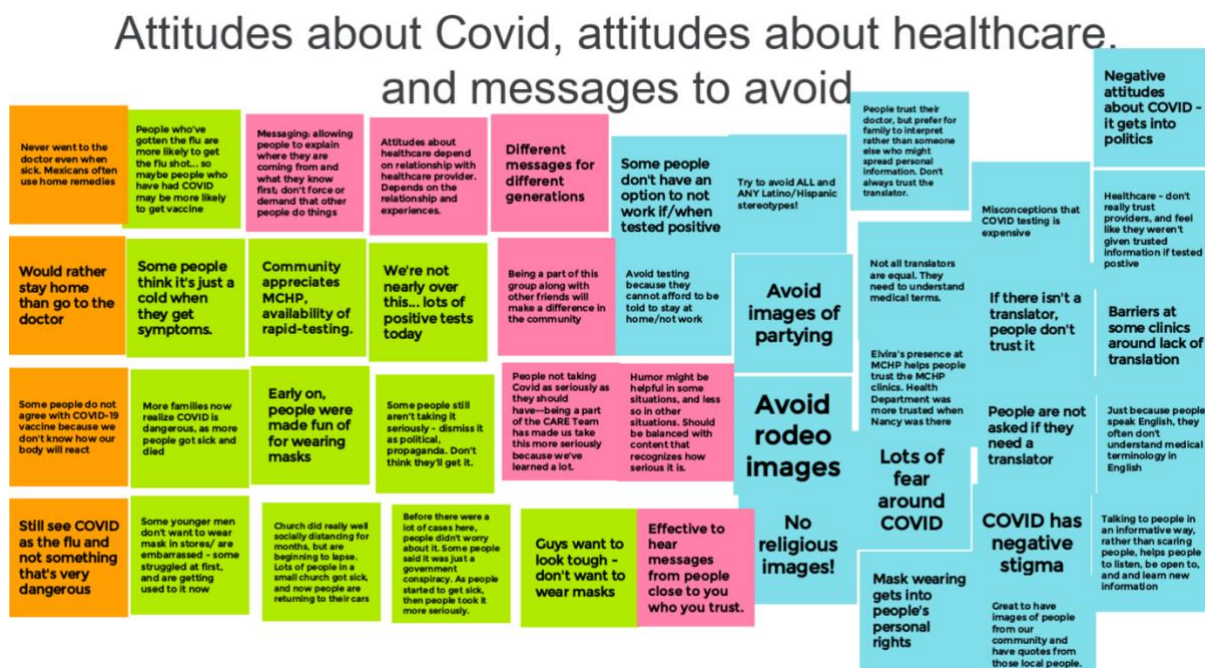 Attitudes about Covid, attitudes about healthcare,
and messages to avoid
Never went to the
doctor even when
sick. Mexicans often
use home remedies
People who've
gotten the flu are
more likely to get
the flu shot... so
maybe people who
have had COVID
may be more likely
to get vaccine
Messaging: allowing
people to explain
where they are
coming from and
what they know
first; don't force or
demand that other
people do things
Attitudes about
healthcare depend
on relationship with
healthcare provider.
Depends on the
relationship and
experiences.
Different
messages for
different
generations
Some people
don't have an
option to not
work if/when
tested positive
Try to avoid ALL and
ANY Latino/Hispanic
stereotypes!
People trust their
doctor, but prefer for
family to interpret
rather than someone
else who might
spread personal
information. Don't
always trust the
translator.
Misconceptions that
COVID testing is
expensive
Negative
attitudes
about COVID -
it gets into
politics
Would rather
stay home
than go to the
doctor
Some people
think it's just a
cold when
they get
symptoms.
Community
appreciates
MCHP,
availability of
rapid-testing.
We're not
nearly over
this... lots of
positive tests
today
Being a part of this
group along with
other friends will
make a difference in
the community
Avoid testing
because they
cannot afford to be
told to stay at
home/not work
Avoid
images of
partying
Not all translators
are equal. They
need to understand
medical terms.
If there isn't a
translator,
people don't
trust it
Healthcare - don't
really trust
providers, and feel
like they weren't
given trusted
information if tested
postive
Barriers at
some clinics
around lack of
translation
Some people do not
agree with COVID-19
vaccine because we
don't know how our
body will react
More families now
realize COVID is
dangerous, as more
people got sick and
died
Early on,
people were
made fun of
for wearing
masks
Some people still
aren't taking it
seriously - dismiss it
as political,
propaganda. Don't
think they'll get it.
People not taking
Covid as seriously as
they should
have--being a part
of the CARE Team
has made us take
this more seriously
because we've
learned a lot.
Humor might be
helpful in some
situations, and less
so in other
situations. Should
be balanced with
content that
recognizes how
serious it is.
Avoid
rodeo
images
Elvira's presence at
MCHP helps people
trust the MCHP
clinics. Health
Department was
more trusted when
Nancy was there
Lots of
fear
around
COVID
People are not
asked if they
need a
translator
Just because people
speak English, they
often don't
understand medical
terminology in
English
Still see COVID
as the flu and
not something
that's very
dangerous
Some younger men
don't want to wear
mask in stores/ are
embarrassed - some
struggled at first,
and are getting
used to it now
Church did really well
socially distancing for
months, but are
beginning to lapse.
Lots of people in a
small church got sick,
and now people are
returning to their cars
Before there were a
lot of cases here,
people didn't worry
about it. Some people
said it was just a
government
conspiracy. As people
started to get sick,
then people took it
more seriously.
Guys want to
look tough -
don't want to
wear masks
Effective to
hear
messages
from people
close to you
who you trust.
No
religious
images!
Mask wearing
gets into
people's
personal
rights
COVID has
negative
stigma
Great to have
images of people
from our
community and
have quotes from
those local people.
Talking to people in
an informative way,
rather than scaring
people, helps people
to listen, be open to,
and and learn new
information